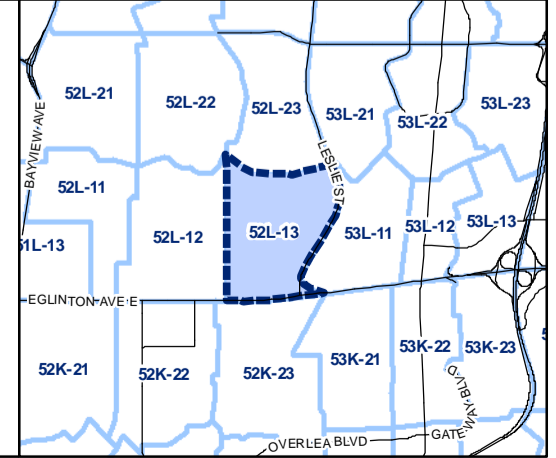 52L-21
52L-22
52L-23
53L-21
53L-22
53L-23
BAYVIEW AVE
LESLIE ST
52L-11
51L-13
52L-12
52L-13
53L-11
53L-12
53L-13
EGLINTON AVE E
52K-21
52K-22
52K-23
53K-21
53K-22
53K-23
GATEWAY BLVD
OVERLEA BLVD